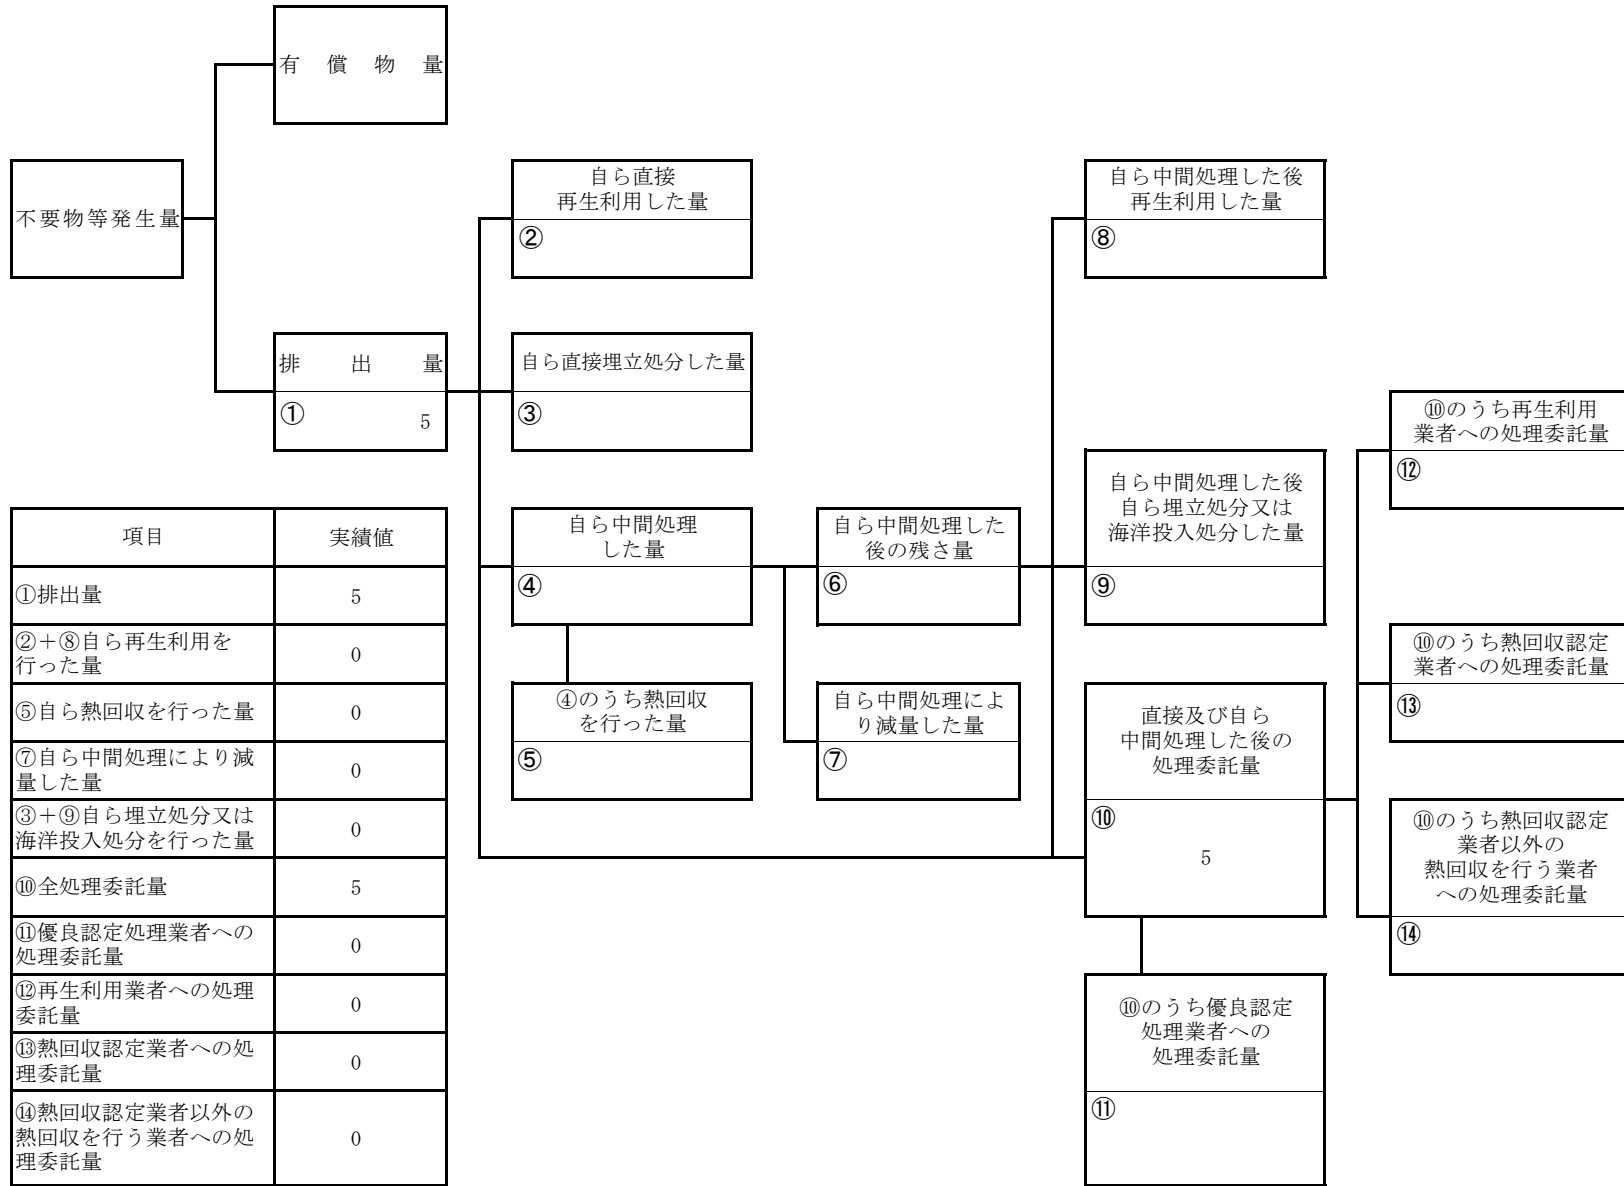 有償物量
不要物等発生量
自ら直接
再生利用した量
②
自ら中間処理した後
再生利用した量
⑧
排出量
①
5
自ら直接埋立処分した量
③
⑩のうち再生利用
業者への処理委託量
⑫
自ら中間処理
した量
④
自ら中間処理した
後の残さ量
⑥
自ら中間処理した後
自ら埋立処分又は
海洋投入処分した量
⑨
④のうち熱回収
を行った量
⑤
自ら中間処理によ
り減量した量
⑦
直接及び自ら
中間処理した後の
処理委託量
⑩
5
⑩のうち熱回収認定
業者への処理委託量
⑬
⑩のうち熱回収認定
業者以外の
熱回収を行う業者
への処理委託量
⑭
⑩のうち優良認定
処理業者への
処理委託量
⑪
項目 実績値
①排出量 5
②+⑧自ら再生利用を
行った量 0
⑤自ら熱回収を行った量 0
⑦自ら中間処理により減
量した量 0
③+⑨自ら埋立処分又は
海洋投入処分を行った量 0
⑩全処理委託量 5
⑪優良認定処理業者への
処理委託量 0
⑫再生利用業者への処理
委託量 0
⑬熱回収認定業者への処
理委託量 0
⑭熱回収認定業者以外の
熱回収を行う業者への処 0
理委託量